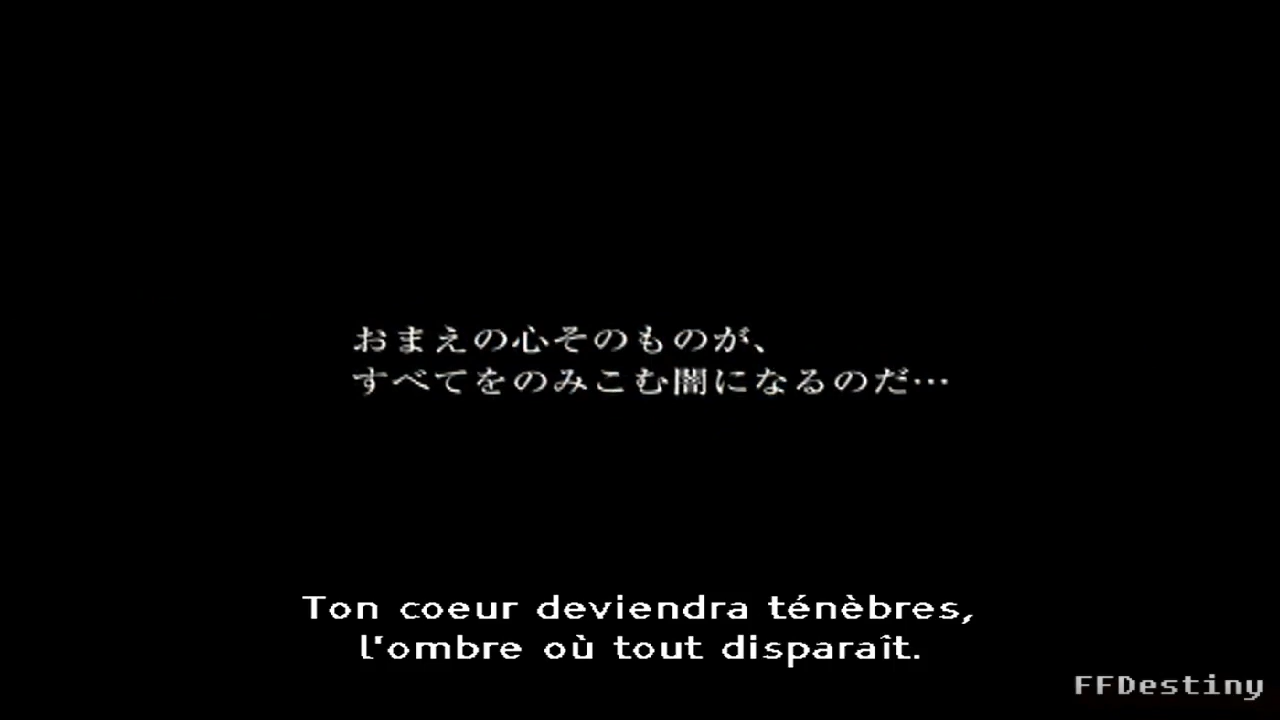 おまえの心そのものが、
すべてをのみこむ闇になるのだ…
Ton coeur deviendra ténèbres,
l'ombre où tout disparaît.
FFDestiny